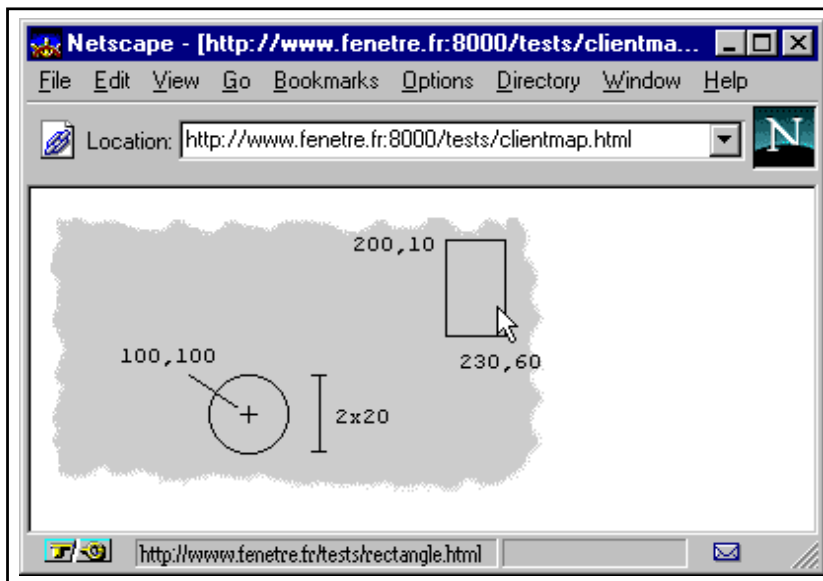 Netscape - [http://www.fenetre.fr:8000/tests/clientma...
File Edit View Go Bookmarks Options Directory Window Help
Location: http://www.fenetre.fr:8000/tests/clientmap.html
N
200,10
100,100
230,60
2x20
http://wwww.fenetre.fr/tests/rectangle.html